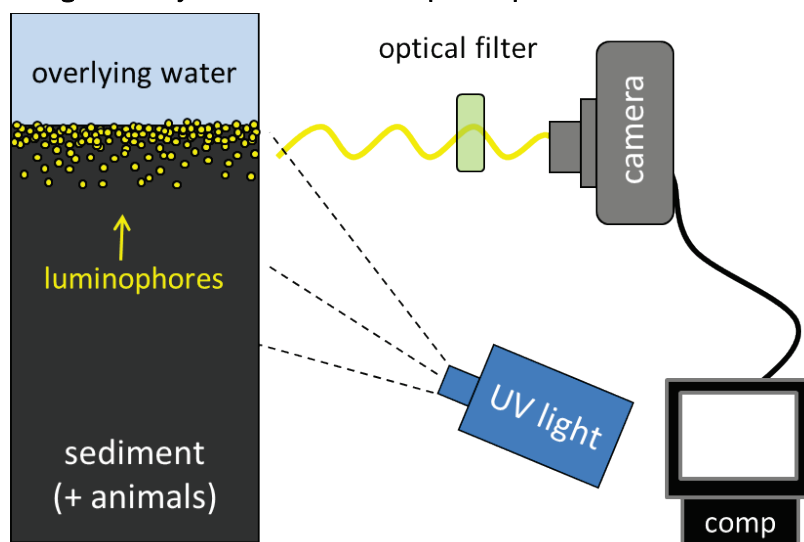 overlying water
optical filter
camera
luminophores
UV light
sediment
(+ animals)
comp